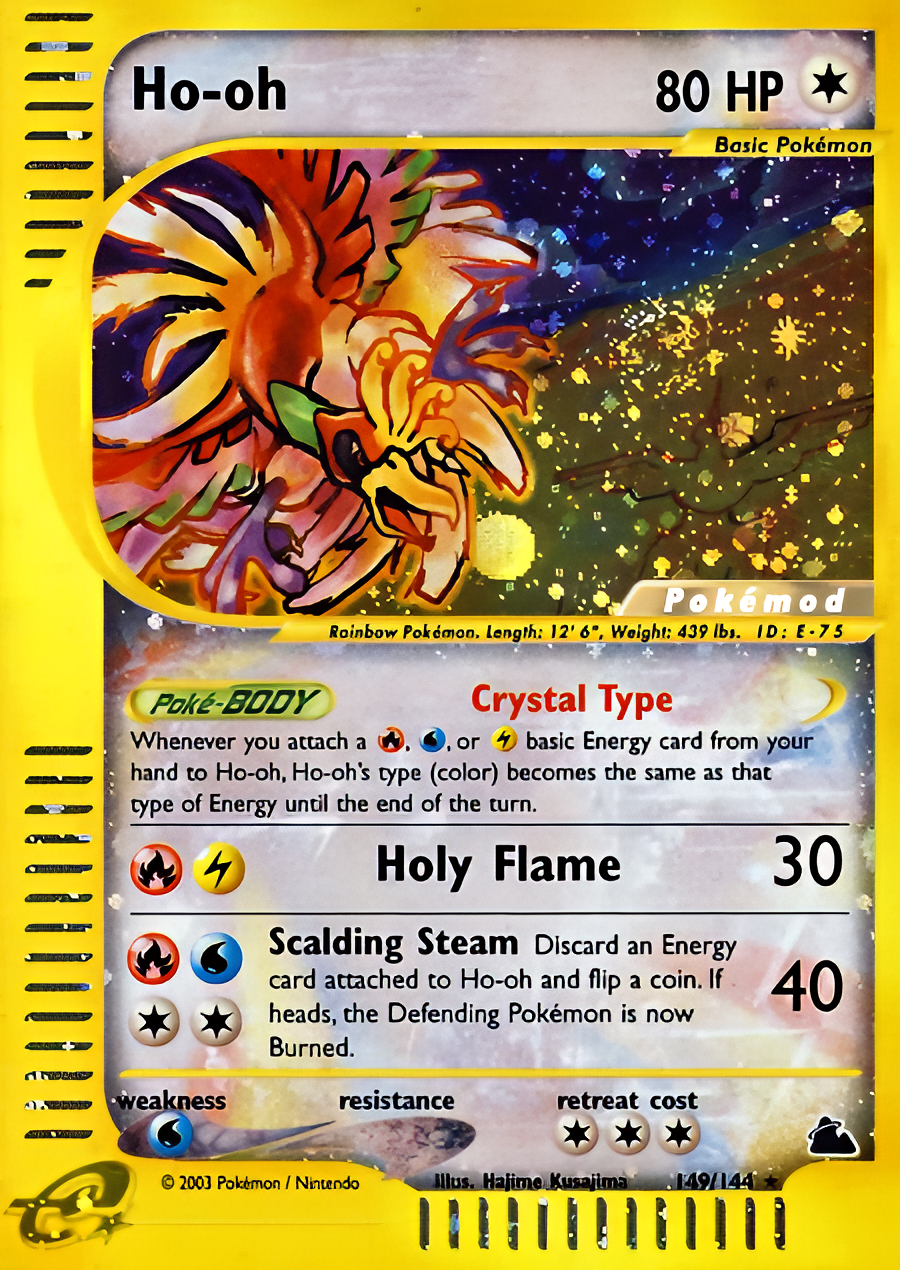 Ho-oh
80 HP
Basic Pokémon
Pokémod
Rainbow Pokémon. Length: 12' 6", Weight: 439 lbs. ID: E-75
Poké-BODY
Crystal Type
Whenever you attach a , , or basic Energy card from your
hand to Ho-oh, Ho-oh's type (color) becomes the same as that
type of Energy until the end of the turn.
Holy Flame 30
Scalding Steam Discard an Energy
card attached to Ho-oh and flip a coin. If
heads, the Defending Pokémon is now
Burned.
40
weakness resistance retreat cost
© 2003 Pokémon / Nintendo Illus. Hajime Kusajima 149/144 ★